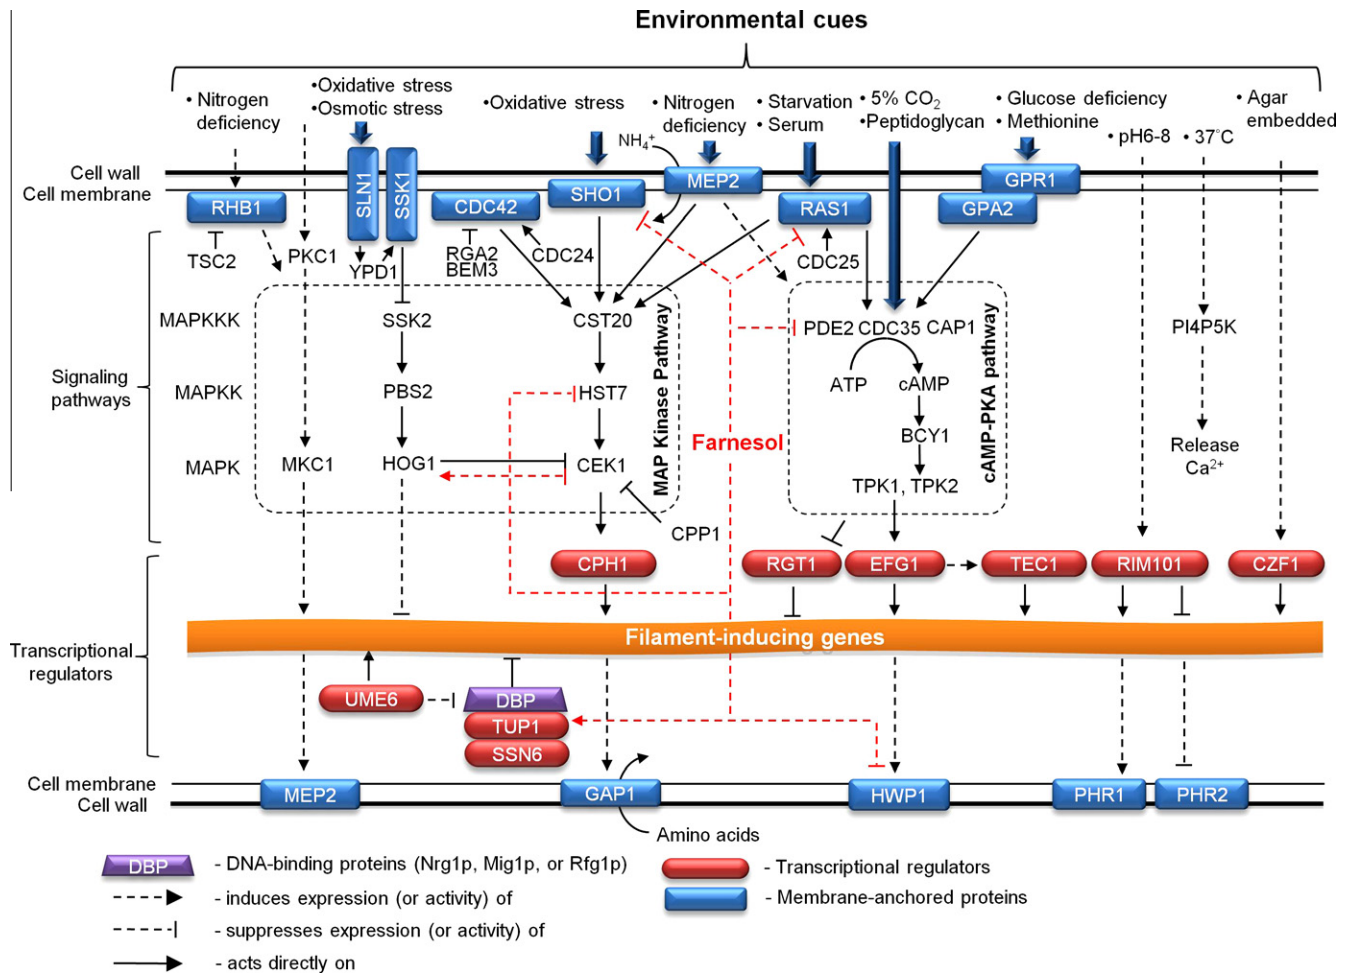 Environmental cues
• Nitrogen
deficiency
•Oxidative stress
•Osmotic stress
•Oxidative stress
• Nitrogen
deficiency
• Starvation
• Serum
• 5% CO₂
•Peptidoglycan
• Glucose deficiency
• Methionine
• pH6-8
• 37°C
• Agar
embedded
NH₄⁺
Cell wall
Cell membrane
RHB1
SLN1
SSK1
CDC42
SHO1
MEP2
RAS1
GPR1
GPA2
TSC2
PKC1
YPD1
RGA2
BEM3
CDC24
CDC25
Signaling
pathways
MAPKKK
SSK2
CST20
PDE2 CDC35 CAP1
PI4P5K
MAPKK
PBS2
HST7
ATP
cAMP
BCY1
MAPK
MKC1
HOG1
CEK1
MAP Kinase Pathway
Farnesol
cAMP-PKA pathway
TPK1, TPK2
Release
Ca²⁺
CPP1
CPH1
RGT1
EFG1
TEC1
RIM101
CZF1
Transcriptional
regulators
Filament-inducing genes
UME6
DBP
TUP1
SSN6
Cell membrane
Cell wall
MEP2
GAP1
HWP1
PHR1
PHR2
Amino acids
DBP - DNA-binding proteins (Nrg1p, Mig1p, or Rfg1p)
- Transcriptional regulators
- induces expression (or activity) of
- Membrane-anchored proteins
- suppresses expression (or activity) of
- acts directly on